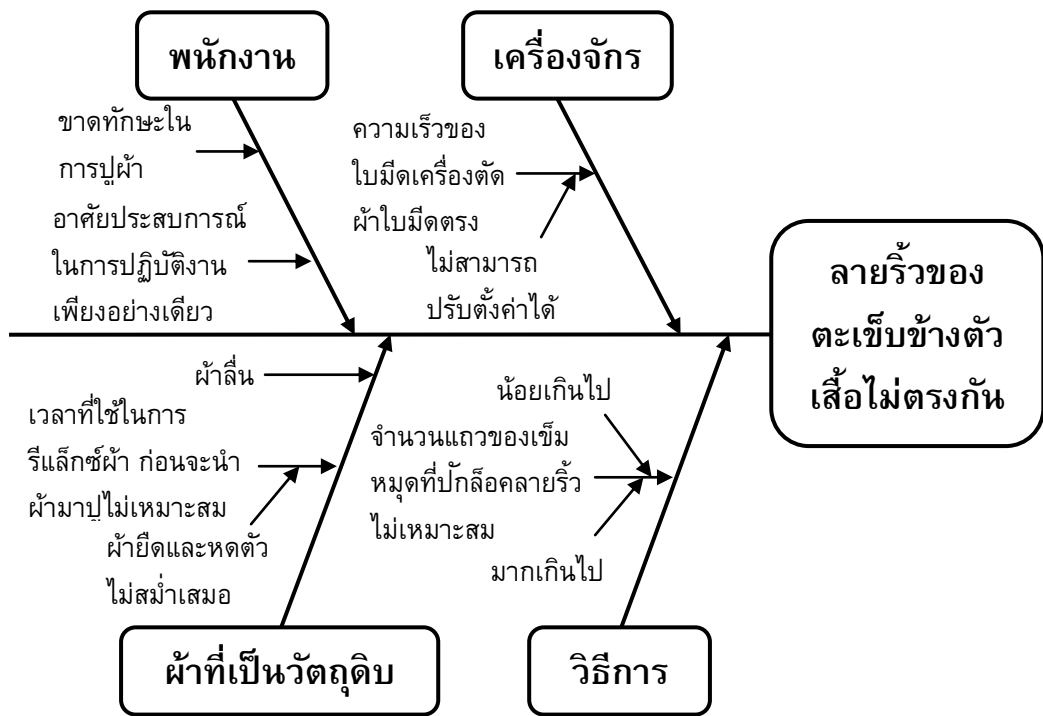 พนักงาน
ขาดทักษะใน
การปูผ้า
อาศัยประสบการณ์
ในการปฏิบัติงาน
เพียงอย่างเดียว
เครื่องจักร
ความเร็วของ
ใบมีดเครื่องตัด
ผ้าใบมีดตรง
ไม่สามารถ
ปรับตั้งค่าได้
ลายริ้วของ
ตะเข็บข้างตัว
เสื้อไม่ตรงกัน
ผ้าลื่น
เวลาที่ใช้ในการ
รีแล็กซ์ผ้า ก่อนจะนำ
ผ้ามาปูไม่เหมาะสม
ผ้ายืดและหดตัว
ไม่สม่ำเสมอ
ผ้าที่เป็นวัตถุดิบ
น้อยเกินไป
จำนวนแถวของเข็ม
หมุดที่ปักล็อคลายริ้ว
ไม่เหมาะสม
มากเกินไป
วิธีการ